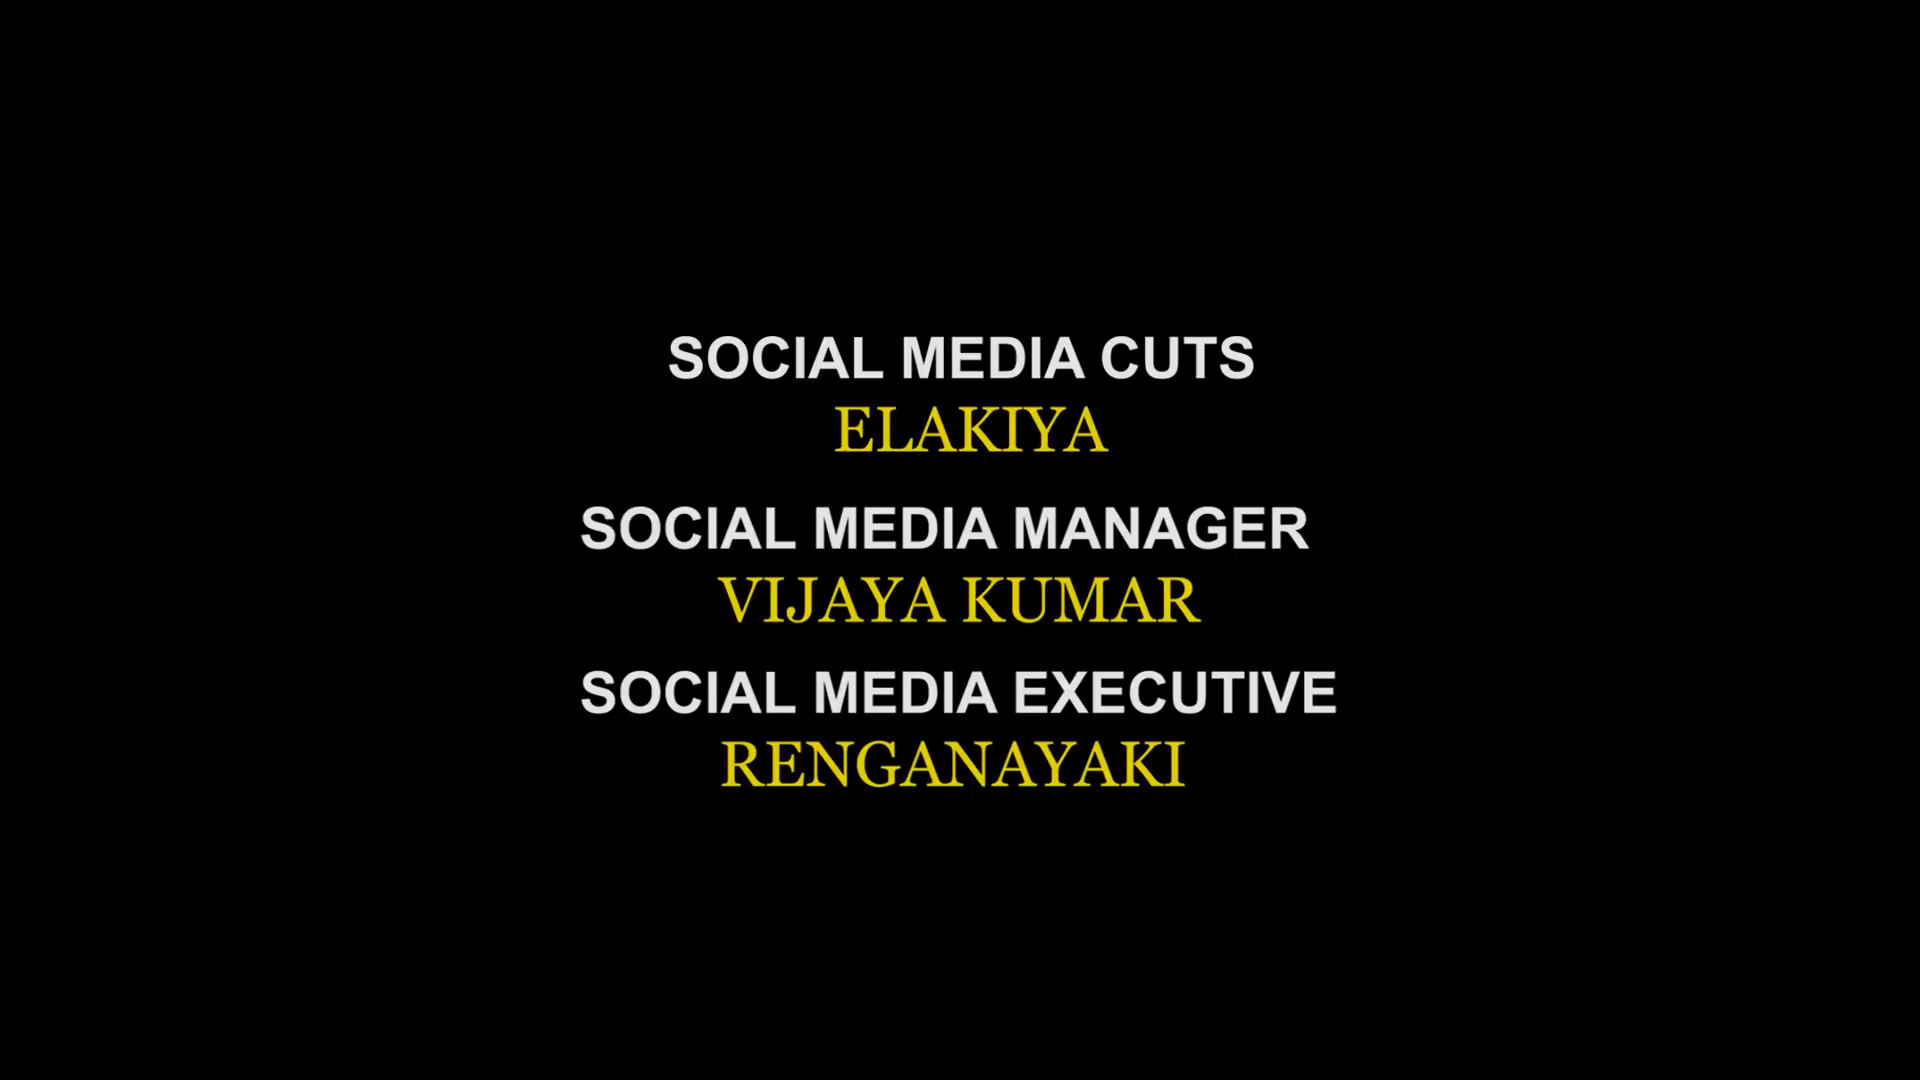 SOCIAL MEDIA CUTS
ELAKIYA
SOCIAL MEDIA MANAGER
VIJAYA KUMAR
SOCIAL MEDIA EXECUTIVE
RENGANAYAKI